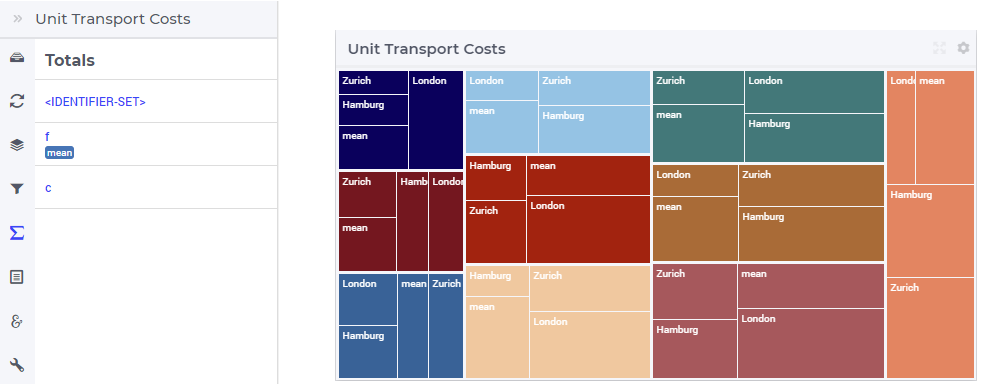 Unit Transport Costs
Totals
<IDENTIFIER-SET>
f
mean
c
Unit Transport Costs
Zurich
London
Hamburg
mean
London
Zurich
mean
Hamburg
Zurich
London
mean
Hamburg
Lond
mean
Hamburg
Zurich
Zurich
Hamb
London
mean
Hamburg
mean
Zurich
London
London
Zurich
mean
Hamburg
London
mean
Zurich
Hamburg
Hamburg
Zurich
mean
London
Zurich
mean
Hamburg
London